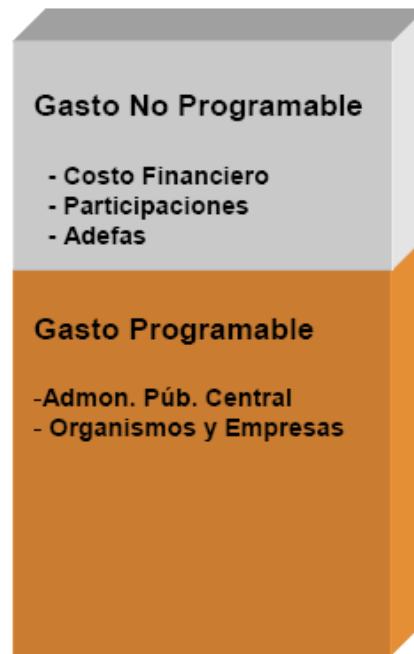 Gasto No Programable
- Costo Financiero
- Participaciones
- Adefas
Gasto Programable
-Admon. Púb. Central
- Organismos y Empresas